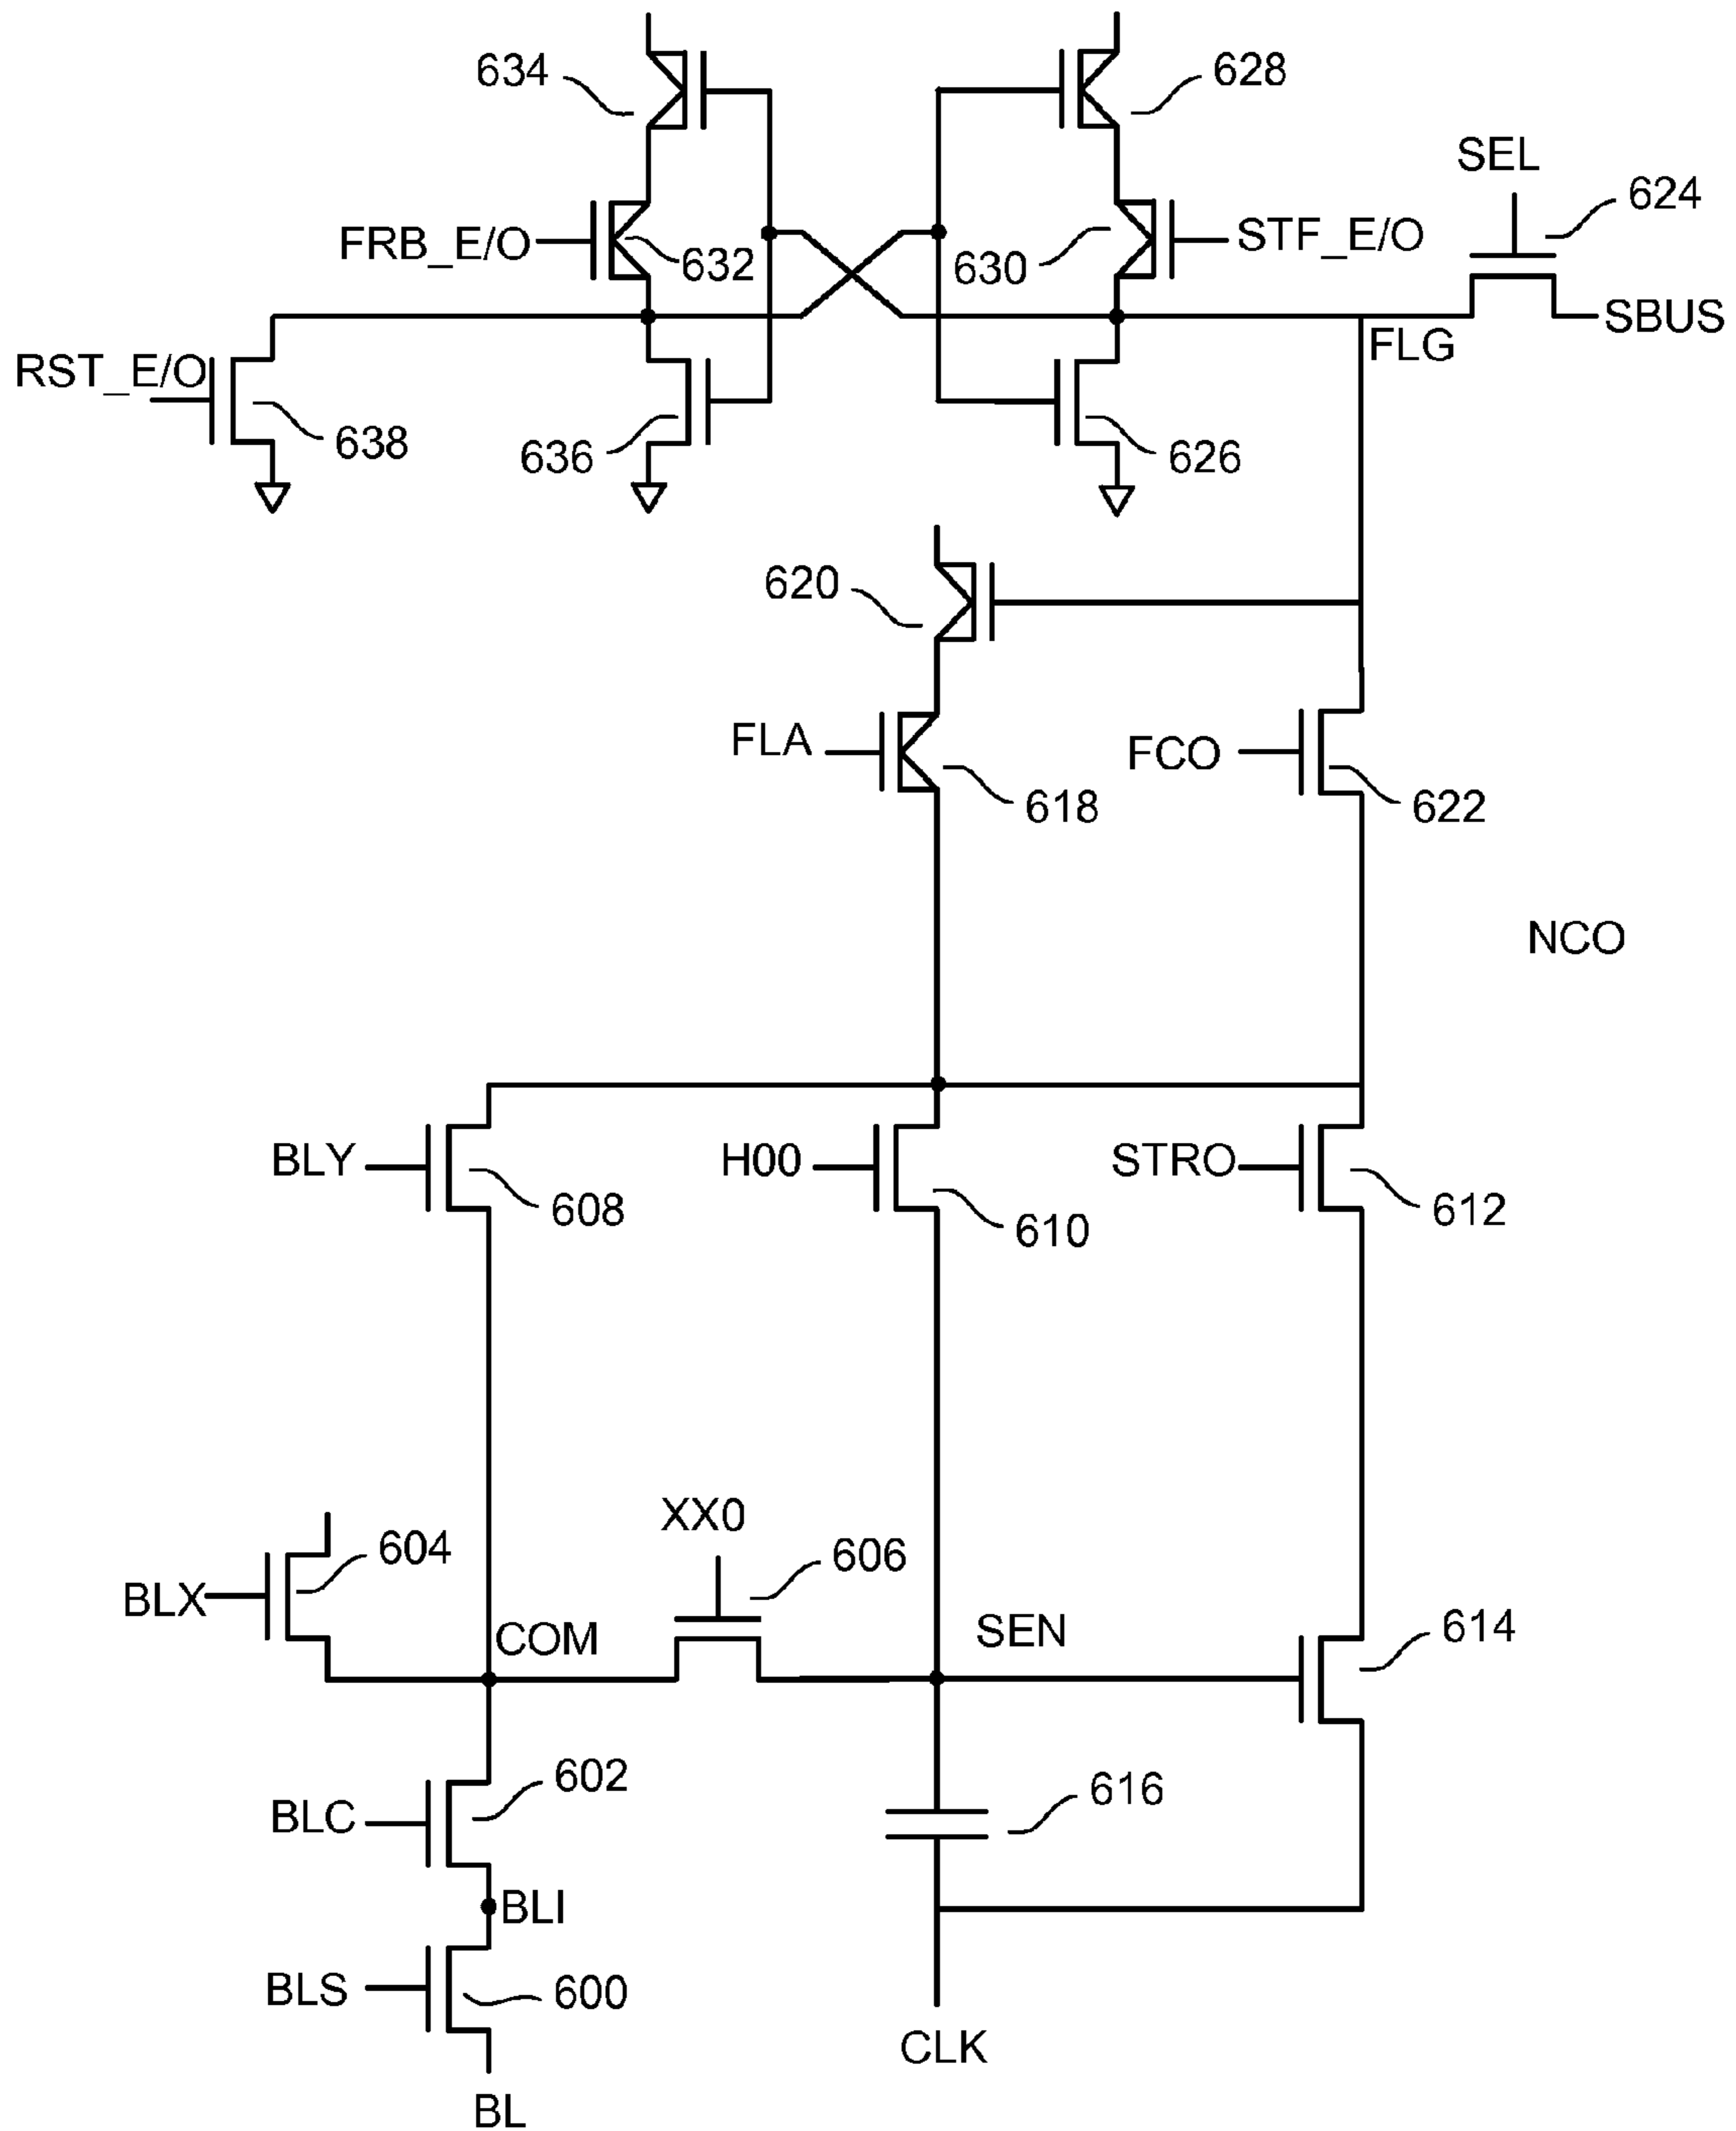 634
628
SEL
624
FRB_E/O
632
630
STF_E/O
SBUS
FLG
RST_E/O
638
636
626
620
FLA
618
FCO
622
NCO
BLY
608
H00
610
STRO
612
XX0
604
606
BLX
COM
SEN
614
602
616
BLC
BLI
BLS
600
CLK
BL